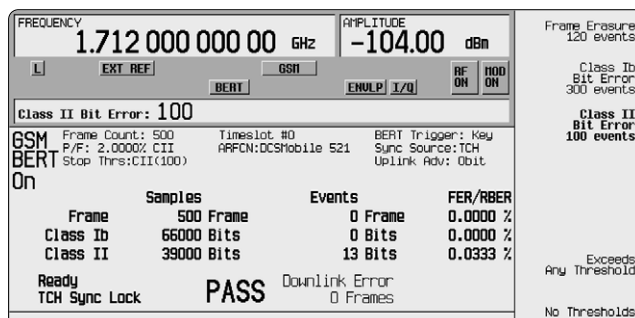 FREQUENCY
1.712 000 000 00 GHz
AMPLITUDE
-104.00 dBm
L EXT REF GSM RF ON MOD ON
BERT ENVLP I/Q
Class II Bit Error: 100
GSM BERT On
Frame Count: 500 Timeslot #0 BERT Trigger: Key
P/F: 2.0000% CII ARFCN:DCSMobile 521 Sync Source:TCH
Stop Thrs:CII(100) Uplink Adv: 0bit
Samples Events FER/RBER
Frame 500 Frame 0 Frame 0.0000 %
Class Ib 66000 Bits 0 Bits 0.0000 %
Class II 39000 Bits 13 Bits 0.0333 %
Ready
TCH Sync Lock
PASS
Downlink Error
0 Frames
Frame Erasure
120 events
Class Ib
Bit Error
300 events
Class II
Bit Error
100 events
Exceeds
Any Threshold
No Thresholds